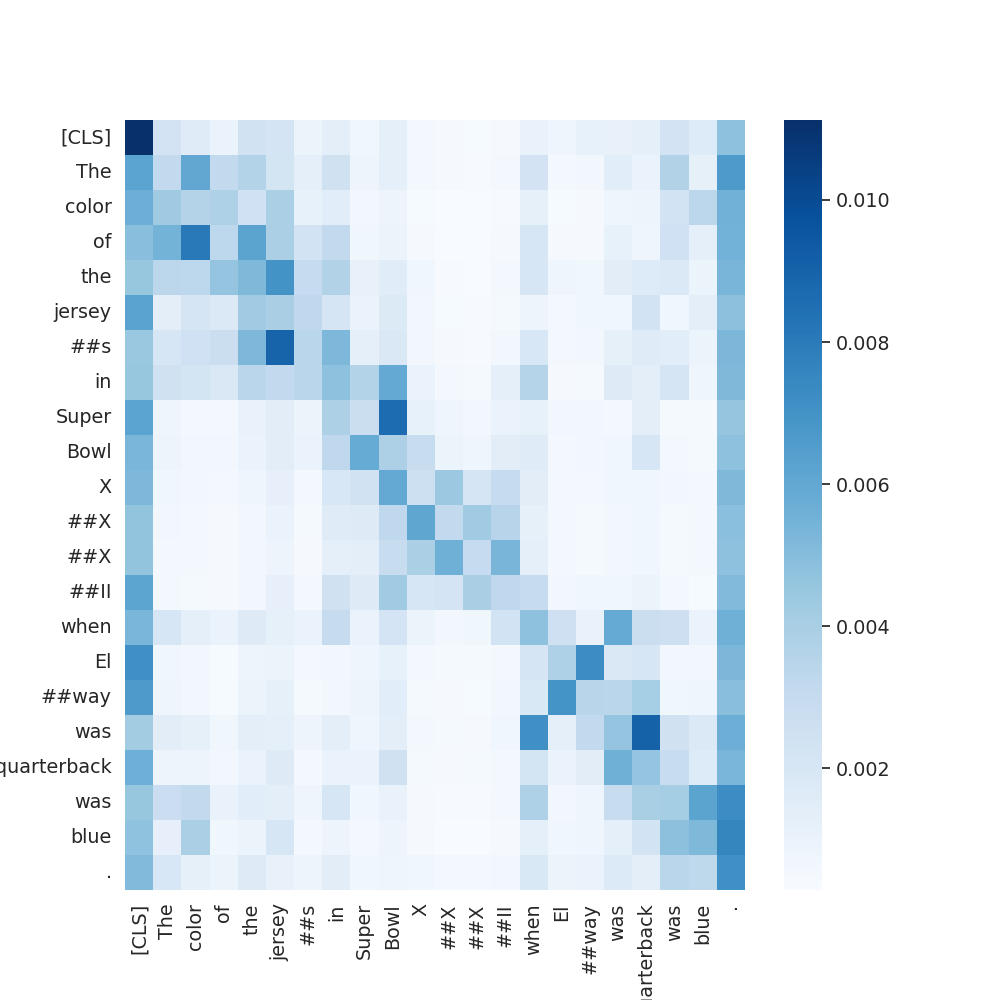 [CLS]
The
color
of
the
jersey
##s
in
Super
Bowl
X
##X
##X
##II
when
El
##way
was
quarterback
was
blue
.
0.010
0.008
0.006
0.004
0.002
[CLS]
The
color
of
the
jersey
##s
in
Super
Bowl
X
##X
##X
##II
when
El
##way
was
arterback
was
blue
.